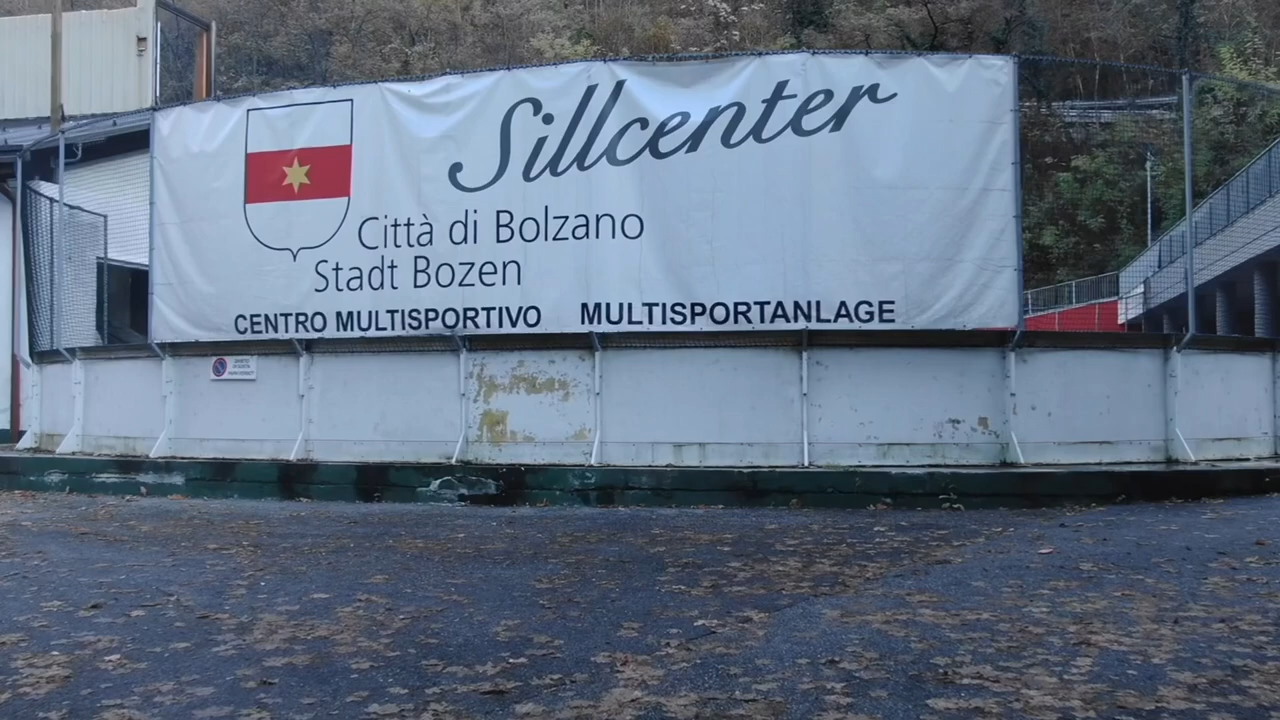 Sillcenter
Città di Bolzano
Stadt Bozen
CENTRO MULTISPORTIVO MULTISPORTANLAGE